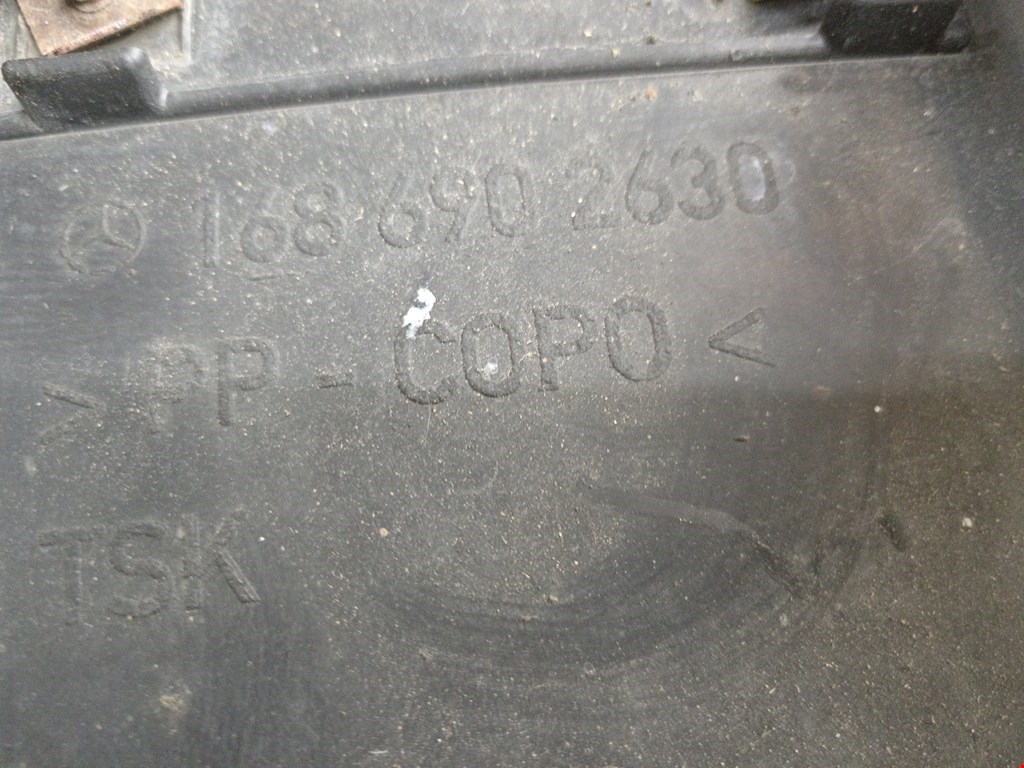 168 690 2630
> PP - COPO <
TSK